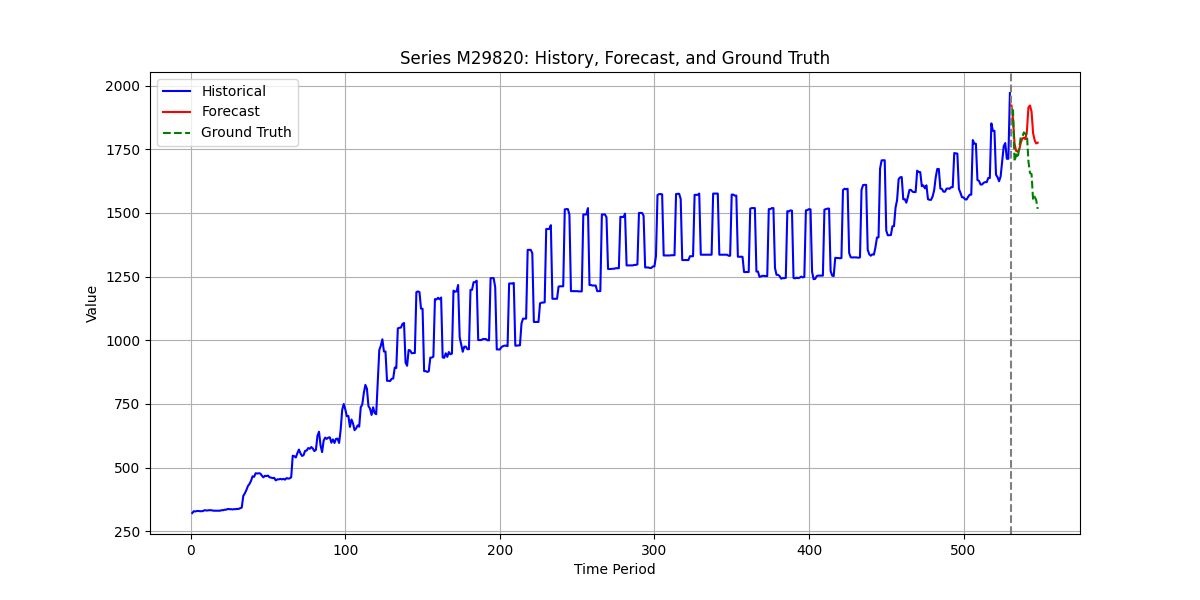 Series M29820: History, Forecast, and Ground Truth
Historical
Forecast
Ground Truth
2000
1750
1500
1250
1000
750
500
250
Value
0 100 200 300 400 500
Time Period